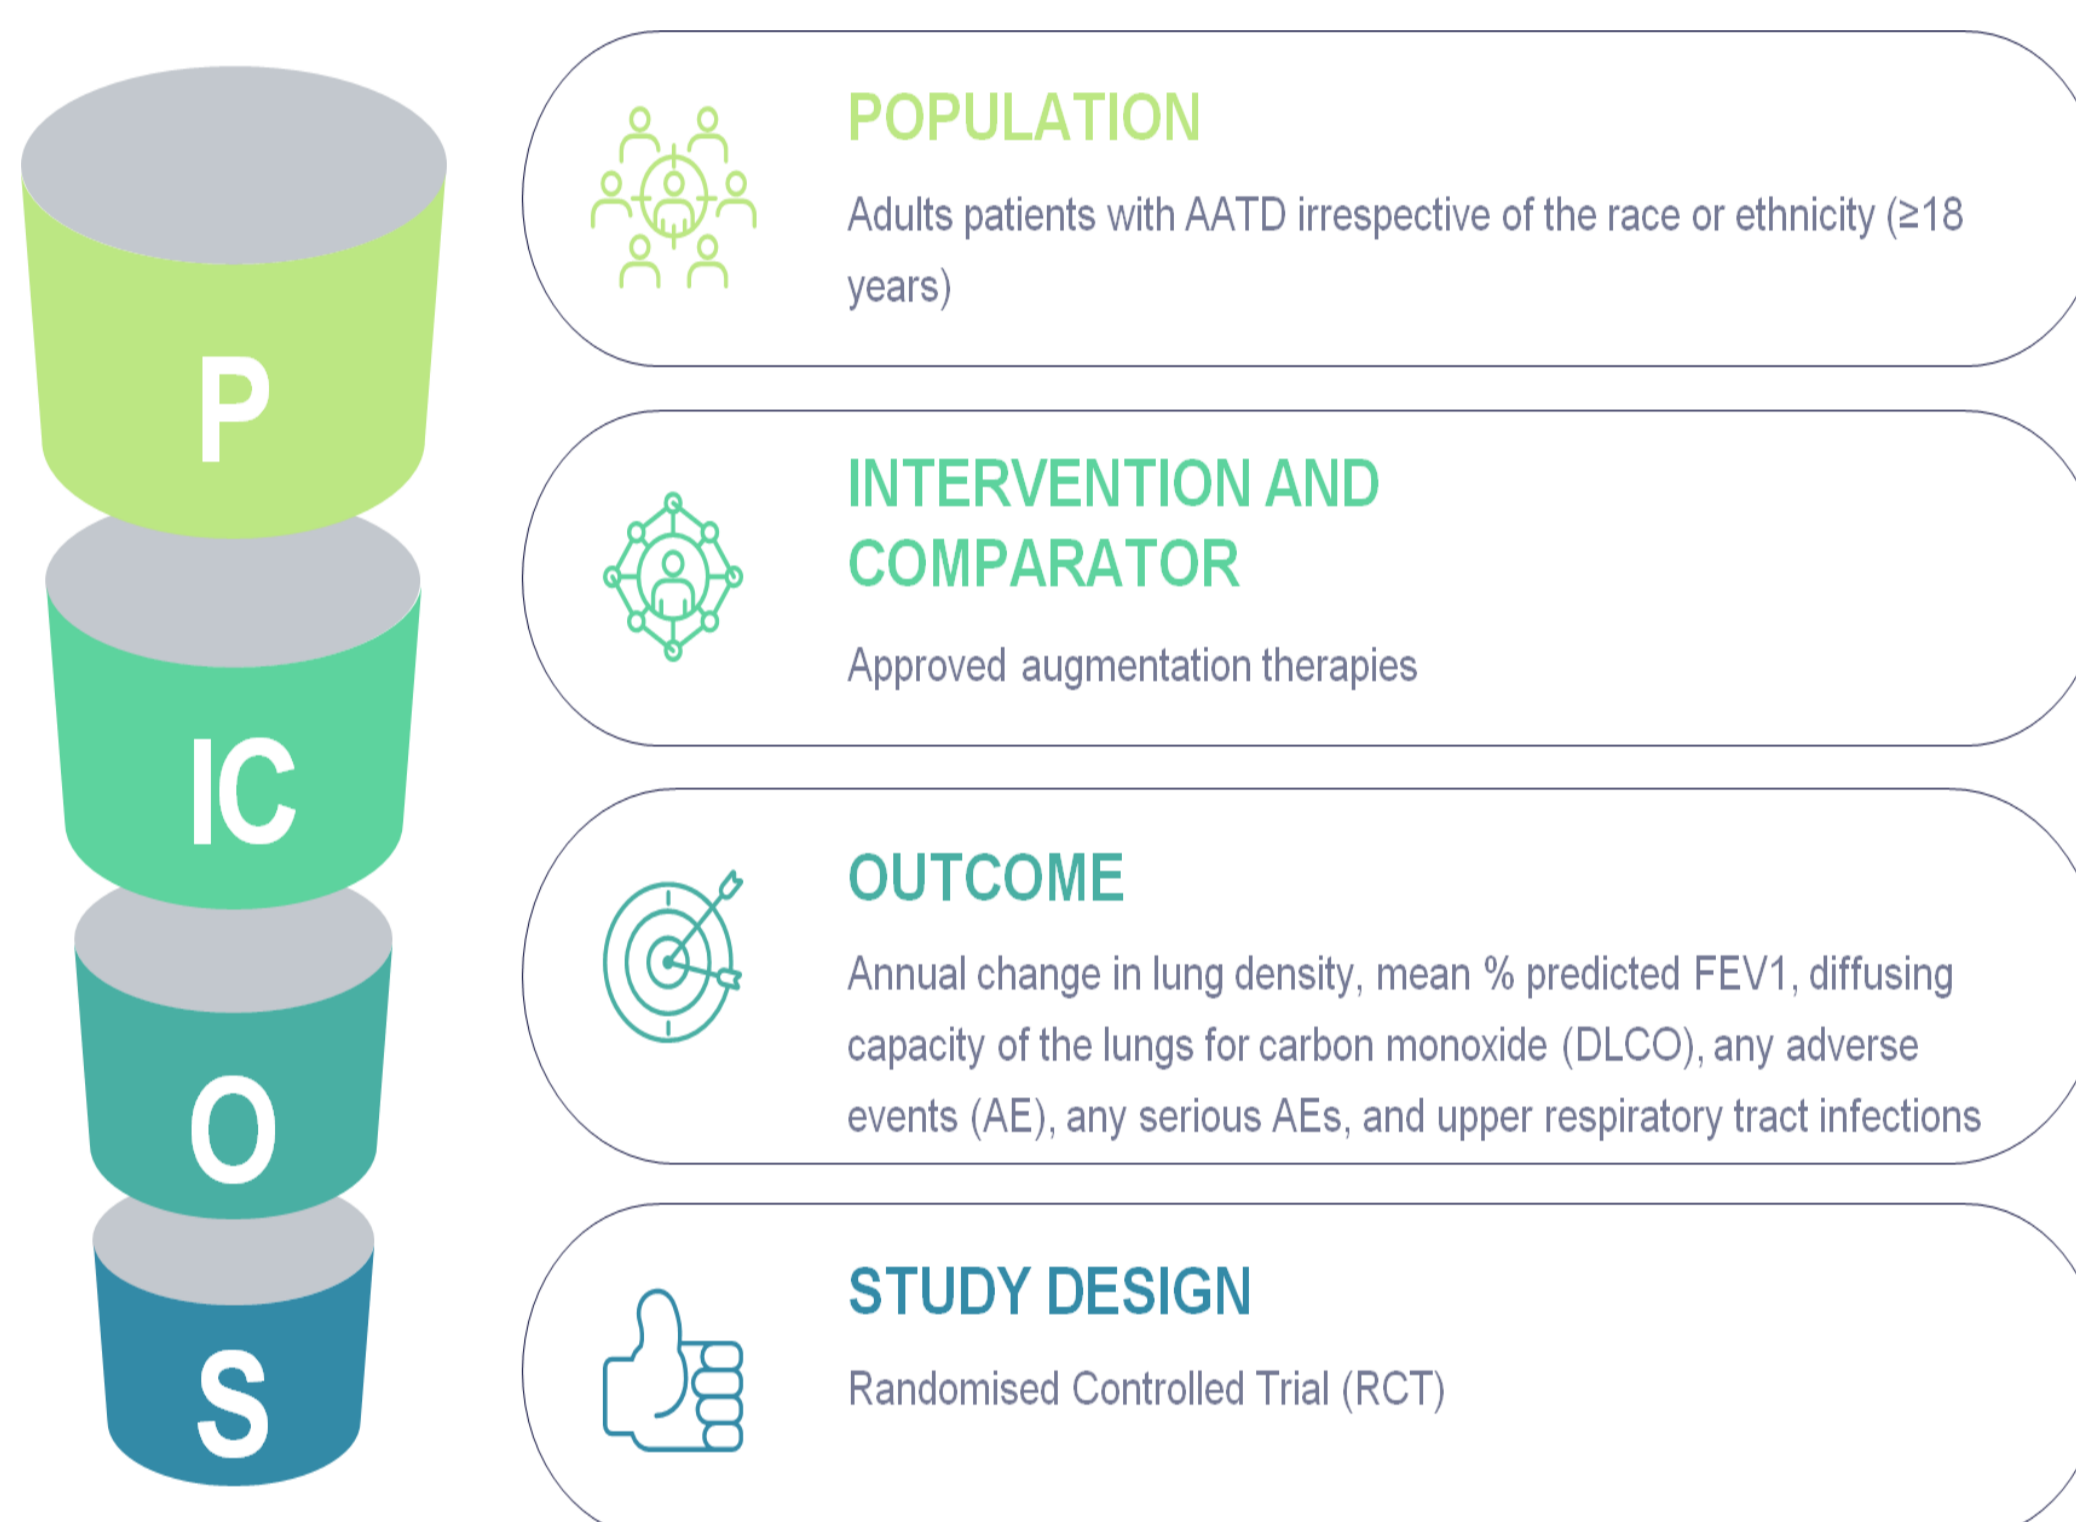 P
POPULATION
Adults patients with AATD irrespective of the race or ethnicity (≥18
years)
IC
INTERVENTION AND
COMPARATOR
Approved augmentation therapies
O
OUTCOME
Annual change in lung density, mean % predicted FEV1, diffusing
capacity of the lungs for carbon monoxide (DLCO), any adverse
events (AE), any serious AEs, and upper respiratory tract infections
S
STUDY DESIGN
Randomised Controlled Trial (RCT)